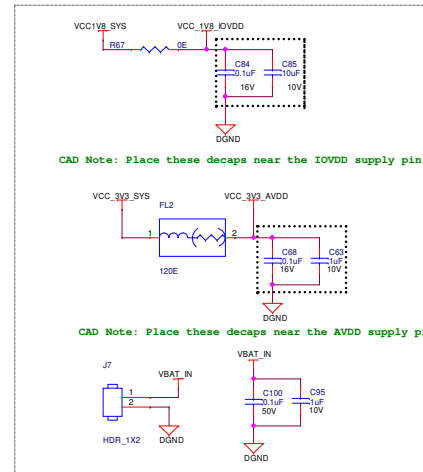 VCC1V8_SYS VCC_1V8_IOVDD
R67 0E
C84 C85
0.1uF 10uF
16V 10V
DGND
CAD Note: Place these decaps near the IOVDD supply pin
VCC_3V3_SYS VCC_3V3_AVDD
FL2
1 2
120E
C68 C63
0.1uF 1uF
16V 10V
DGND
CAD Note: Place these decaps near the AVDD supply pi
J7
VBAT_IN
1
2
HDR_1X2
DGND
VBAT_IN
C100 C95
0.1uF 1uF
50V 10V
DGND